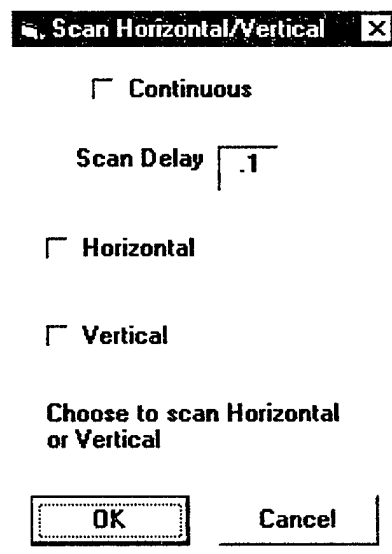 Scan Horizontal/Vertical
Continuous
Scan Delay .1
Horizontal
Vertical
Choose to scan Horizontal
or Vertical
OK Cancel